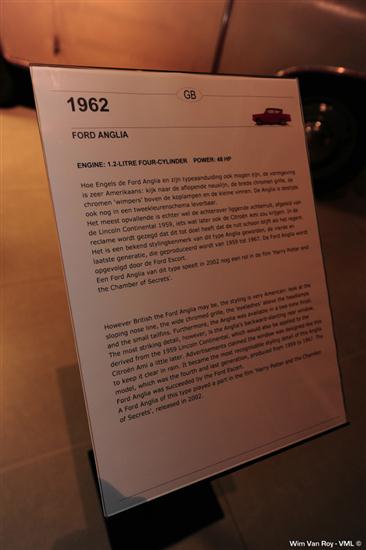 GB
1962
FORD ANGLIA
ENGINE: 1.2-LITRE FOUR-CYLINDER POWER: 48 HP
Hoe Engels de Ford Anglia en zijn typeaanduiding ook mogen zijn, de vormgeving
is zeer Amerikaans: kijk naar de aflopende neuslijn, de brede chromen grille, de
chromen 'wimpers' boven de koplampen en de kleine vinnen. De Anglia is destijds
ook nog in een tweekleurenschema leverbaar.
Het meest opvallende is echter wel de achterover liggende achterruit, afgeleid van
de Lincoln Continental 1959, iets wat later ook de Citroën Ami zou krijgen. In de
reclame wordt gezegd dat dit tot doel heeft dat de ruit schoon blijft als het regent.
Het is een bekend stylingkenmerk van dit type Anglia geworden, de vierde en
laatste generatie, die geproduceerd wordt van 1959 tot 1967. De Ford Anglia wordt
opgevolgd door de Ford Escort.
Een Ford Anglia van dit type speelt in 2002 nog een rol in de film 'Harry Potter and
the Chamber of Secrets'.
However British the Ford Anglia may be, the styling is very American: look at the
sloping nose line, the wide chromed grille, the 'eyelashes' above the headlamps
and the small tailfins. Furthermore, the Anglia was available in a two-tone finish.
The most striking detail, however, is the Anglia's backward-slanting rear window,
derived from the 1959 Lincoln Continental, which would also be applied to the
Citroën Ami a little later. Advertisements claimed the window was designed this
to keep it clear in rain. It became the most recognisable styling detail of this Anglia
model, which was the fourth and last generation, produced from 1959 to 1967. The
Ford Anglia was succeeded by the Ford Escort.
A Ford Anglia of this type played a part in the film 'Harry Potter and the Chamber
of Secrets', released in 2002.
Wim Van Roy - VML ©